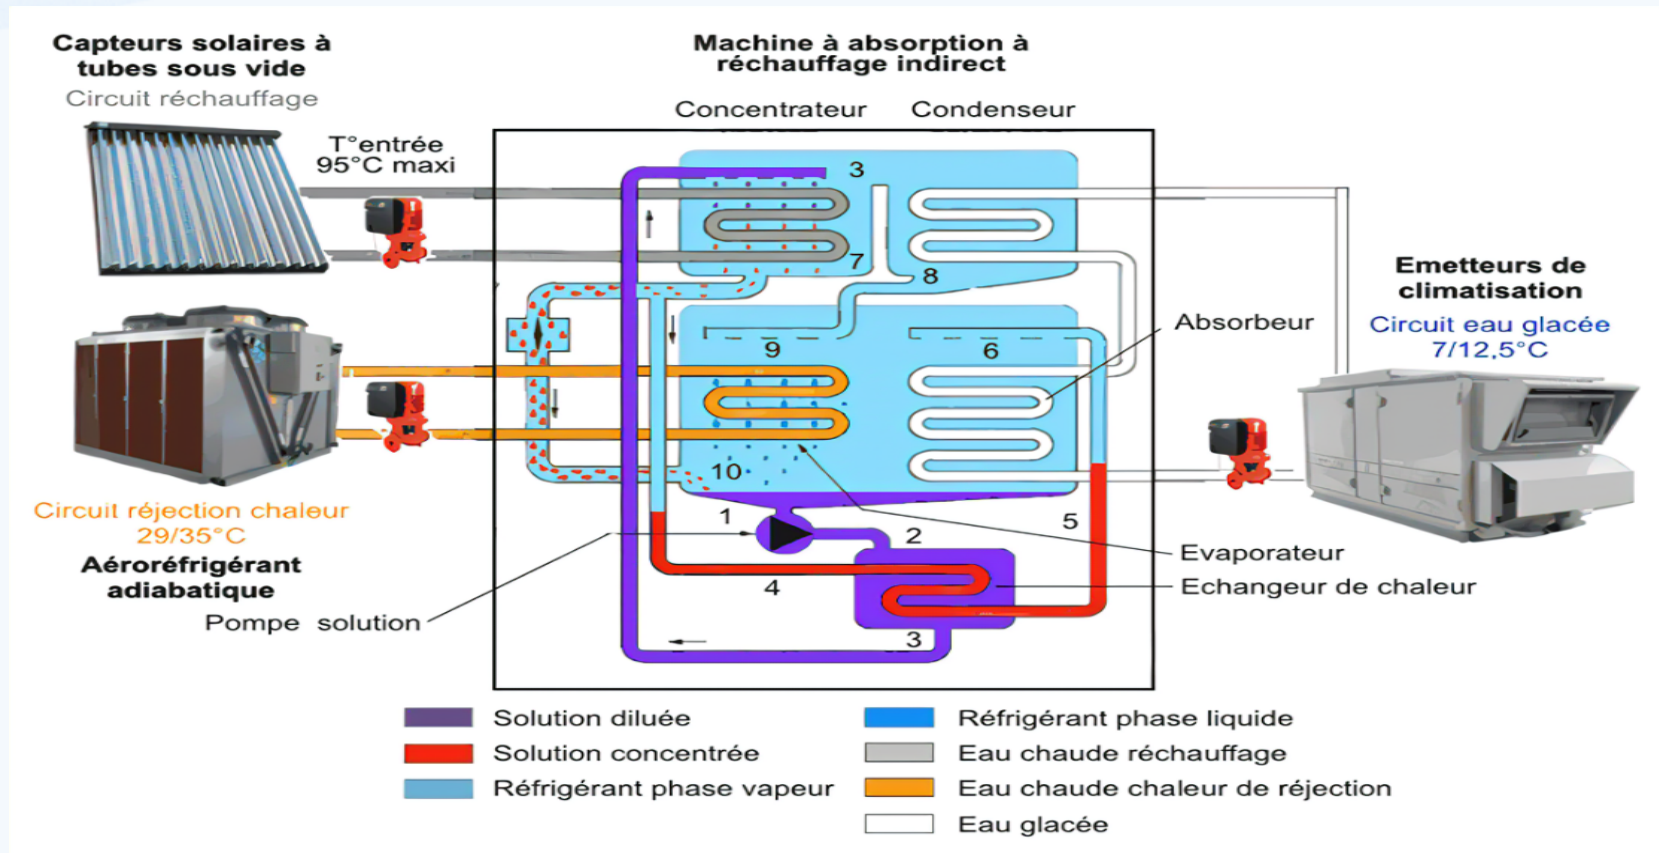 Capteurs solaires à
tubes sous vide
Circuit réchauffage
Machine à absorption à
réchauffage indirect
Concentrateur
Condenseur
T°entrée
95°C maxi
3
7
8
Emetteurs de
climatisation
Circuit eau glacée
7/12,5°C
Absorbeur
9
6
10
1
2
5
Circuit réjection chaleur
29/35°C
Aéroréfrigérant
adiabatique
Pompe solution
Evaporateur
Echangeur de chaleur
4
3
Solution diluée
Solution concentrée
Réfrigérant phase vapeur
Réfrigérant phase liquide
Eau chaude réchauffage
Eau chaude chaleur de réjection
Eau glacée